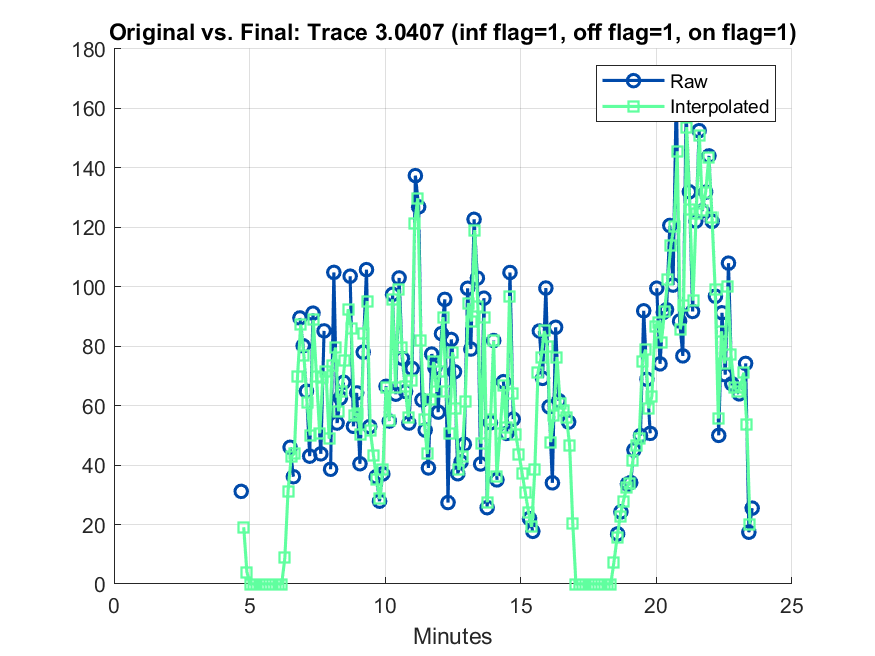 Original vs. Final: Trace 3.0407 (inf flag=1, off flag=1, on flag=1)
180
160
140
120
100
80
60
40
20
0
Raw
Interpolated
0 5 10 15 20 25
Minutes